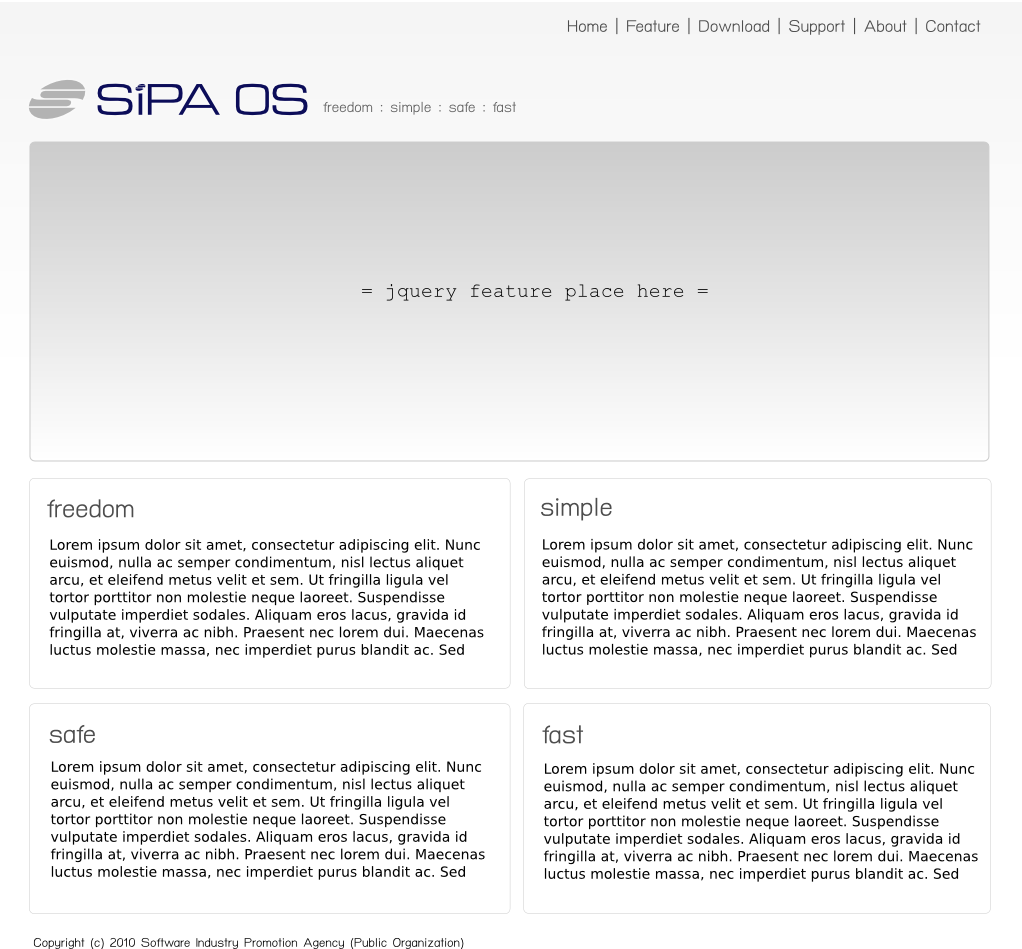 Home | Feature | Download | Support | About | Contact
SiPA OS freedom : simple : safe : fast
= jquery feature place here =
freedom
Lorem ipsum dolor sit amet, consectetur adipiscing elit. Nunc
euismod, nulla ac semper condimentum, nisl lectus aliquet
arcu, et eleifend metus velit et sem. Ut fringilla ligula vel
tortor porttitor non molestie neque laoreet. Suspendisse
vulputate imperdiet sodales. Aliquam eros lacus, gravida id
fringilla at, viverra ac nibh. Praesent nec lorem dui. Maecenas
luctus molestie massa, nec imperdiet purus blandit ac. Sed
simple
Lorem ipsum dolor sit amet, consectetur adipiscing elit. Nunc
euismod, nulla ac semper condimentum, nisl lectus aliquet
arcu, et eleifend metus velit et sem. Ut fringilla ligula vel
tortor porttitor non molestie neque laoreet. Suspendisse
vulputate imperdiet sodales. Aliquam eros lacus, gravida id
fringilla at, viverra ac nibh. Praesent nec lorem dui. Maecenas
luctus molestie massa, nec imperdiet purus blandit ac. Sed
safe
Lorem ipsum dolor sit amet, consectetur adipiscing elit. Nunc
euismod, nulla ac semper condimentum, nisl lectus aliquet
arcu, et eleifend metus velit et sem. Ut fringilla ligula vel
tortor porttitor non molestie neque laoreet. Suspendisse
vulputate imperdiet sodales. Aliquam eros lacus, gravida id
fringilla at, viverra ac nibh. Praesent nec lorem dui. Maecenas
luctus molestie massa, nec imperdiet purus blandit ac. Sed
fast
Lorem ipsum dolor sit amet, consectetur adipiscing elit. Nunc
euismod, nulla ac semper condimentum, nisl lectus aliquet
arcu, et eleifend metus velit et sem. Ut fringilla ligula vel
tortor porttitor non molestie neque laoreet. Suspendisse
vulputate imperdiet sodales. Aliquam eros lacus, gravida id
fringilla at, viverra ac nibh. Praesent nec lorem dui. Maecenas
luctus molestie massa, nec imperdiet purus blandit ac. Sed
Copyright (c) 2010 Software Industry Promotion Agency (Public Organization)